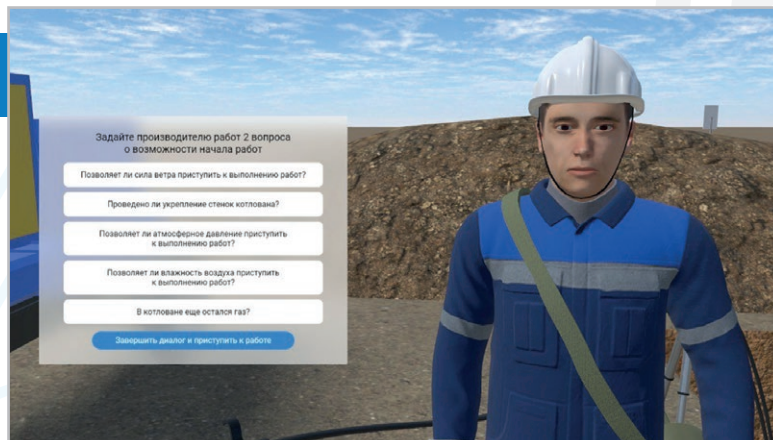 Задайте производителю работ 2 вопроса
о возможности начала работ
Позволяет ли сила ветра приступить к выполнению работ?
Проведено ли укрепление стенок котлована?
Позволяет ли атмосферное давление приступить
к выполнению работ?
Позволяет ли влажность воздуха приступить
к выполнению работ?
В котловане еще остался газ?
Завершить диалог и приступить к работе